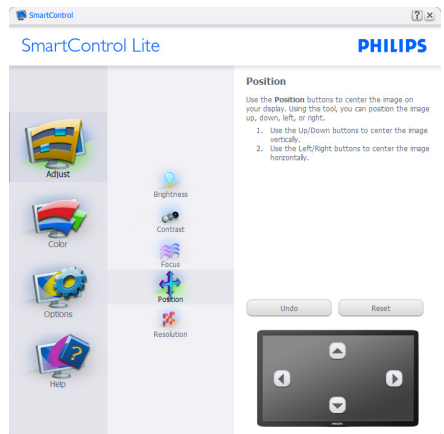 SmartControl
SmartControl Lite
PHILIPS
Adjust
Color
Options
Help
Brightness
Contrast
Focus
Position
Resolution
Position
Use the Position buttons to center the image on
your display. Using this tool, you can position the image
up, down, left, or right.
1. Use the Up/Down buttons to center the image
vertically.
2. Use the Left/Right buttons to center the image
horizontally.
Undo
Reset
PHILIPS